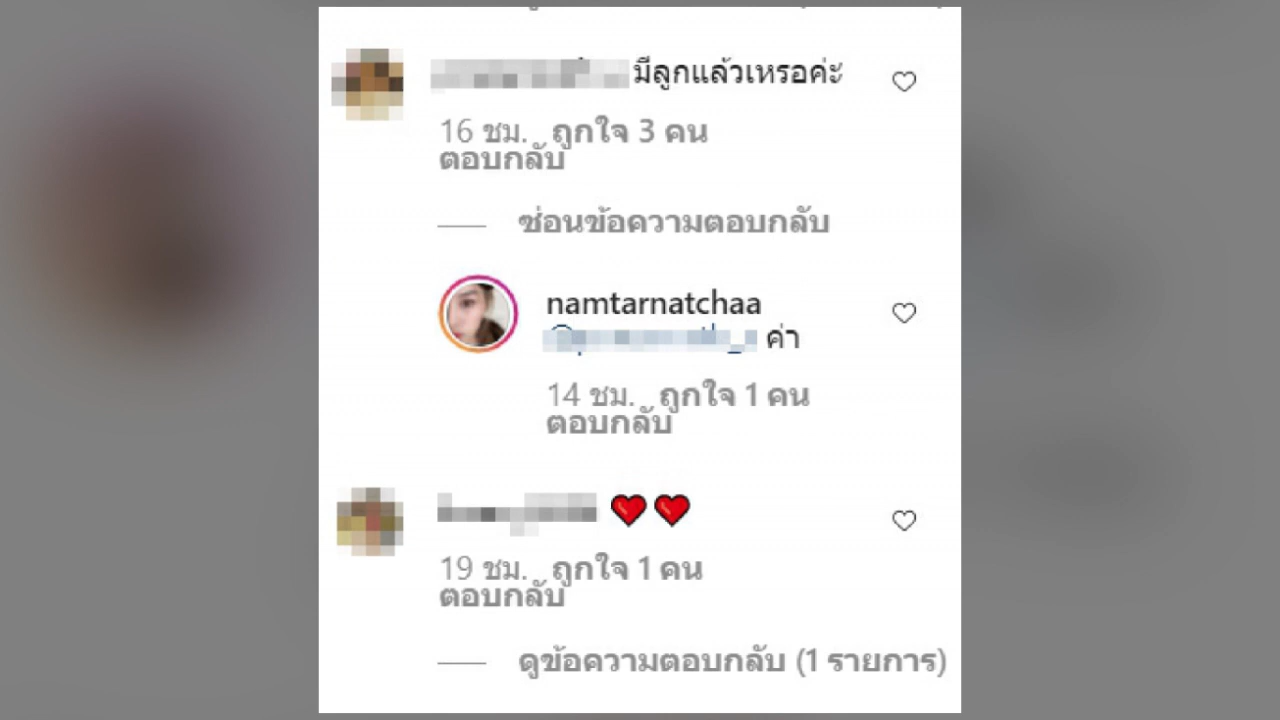 มีลูกแล้วเหรอค่ะ
16 ชม. ถูกใจ 3 คน
ตอบกลับ
ซ่อนข้อความตอบกลับ
namtarnatchaa
ค่า
14 ชม. ถูกใจ 1 คน
ตอบกลับ
❤️❤️
19 ชม. ถูกใจ 1 คน
ตอบกลับ
ดูข้อความตอบกลับ (1 รายการ)